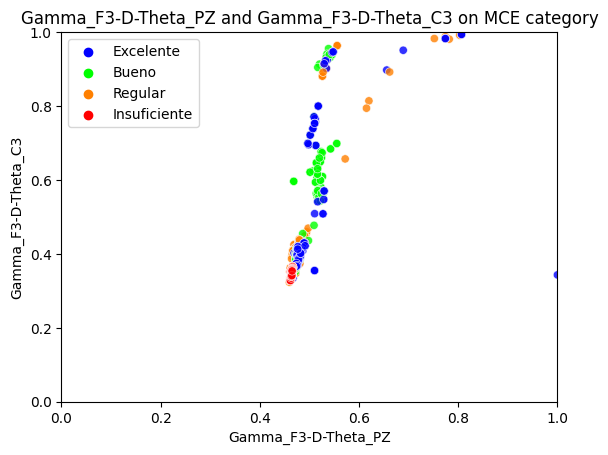 Gamma_F3-D-Theta_PZ and Gamma_F3-D-Theta_C3 on MCE category
Excelente
Bueno
Regular
Insuficiente
Gamma_F3-D-Theta_C3
1.0
0.8
0.6
0.4
0.2
0.0
0.0
0.2
0.4
0.6
0.8
1.0
Gamma_F3-D-Theta_PZ